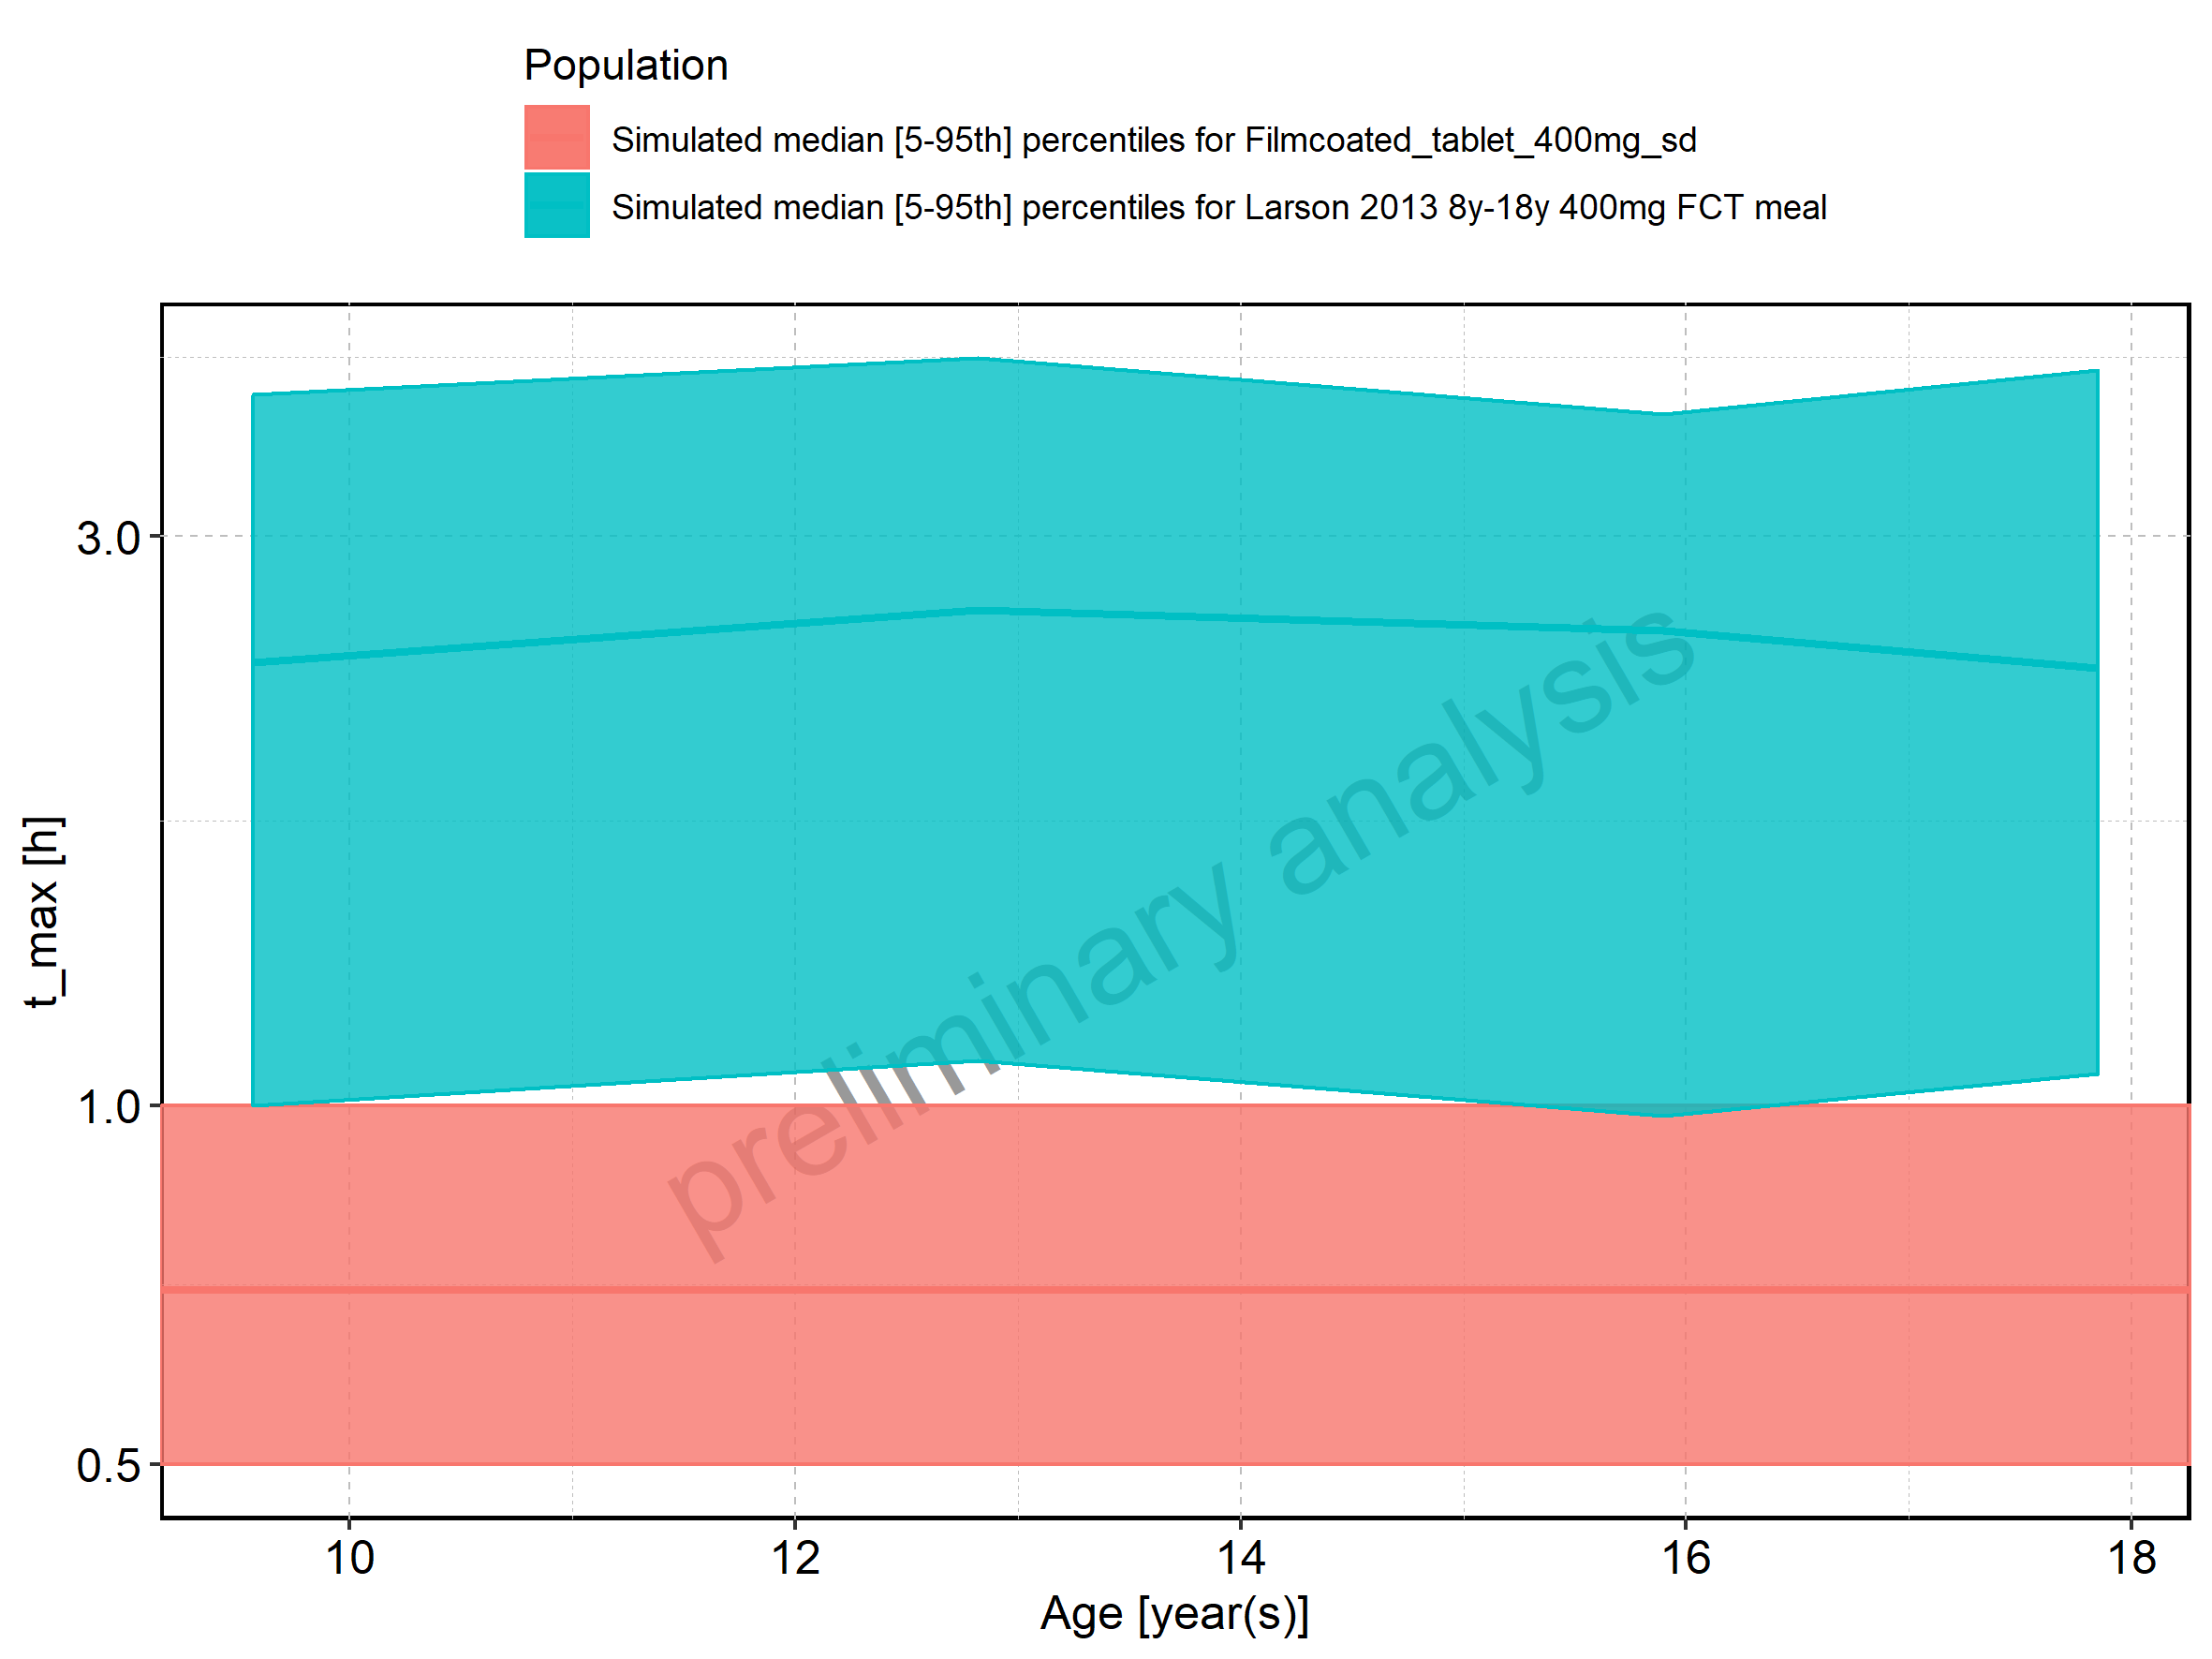 Population
Simulated median [5-95th] percentiles for Filmcoated_tablet_400mg_sd
Simulated median [5-95th] percentiles for Larson 2013 8y-18y 400mg FCT meal
3.0
1.0
0.5
t_max [h]
preliminary analysis
10 12 14 16 18
Age [year(s)]